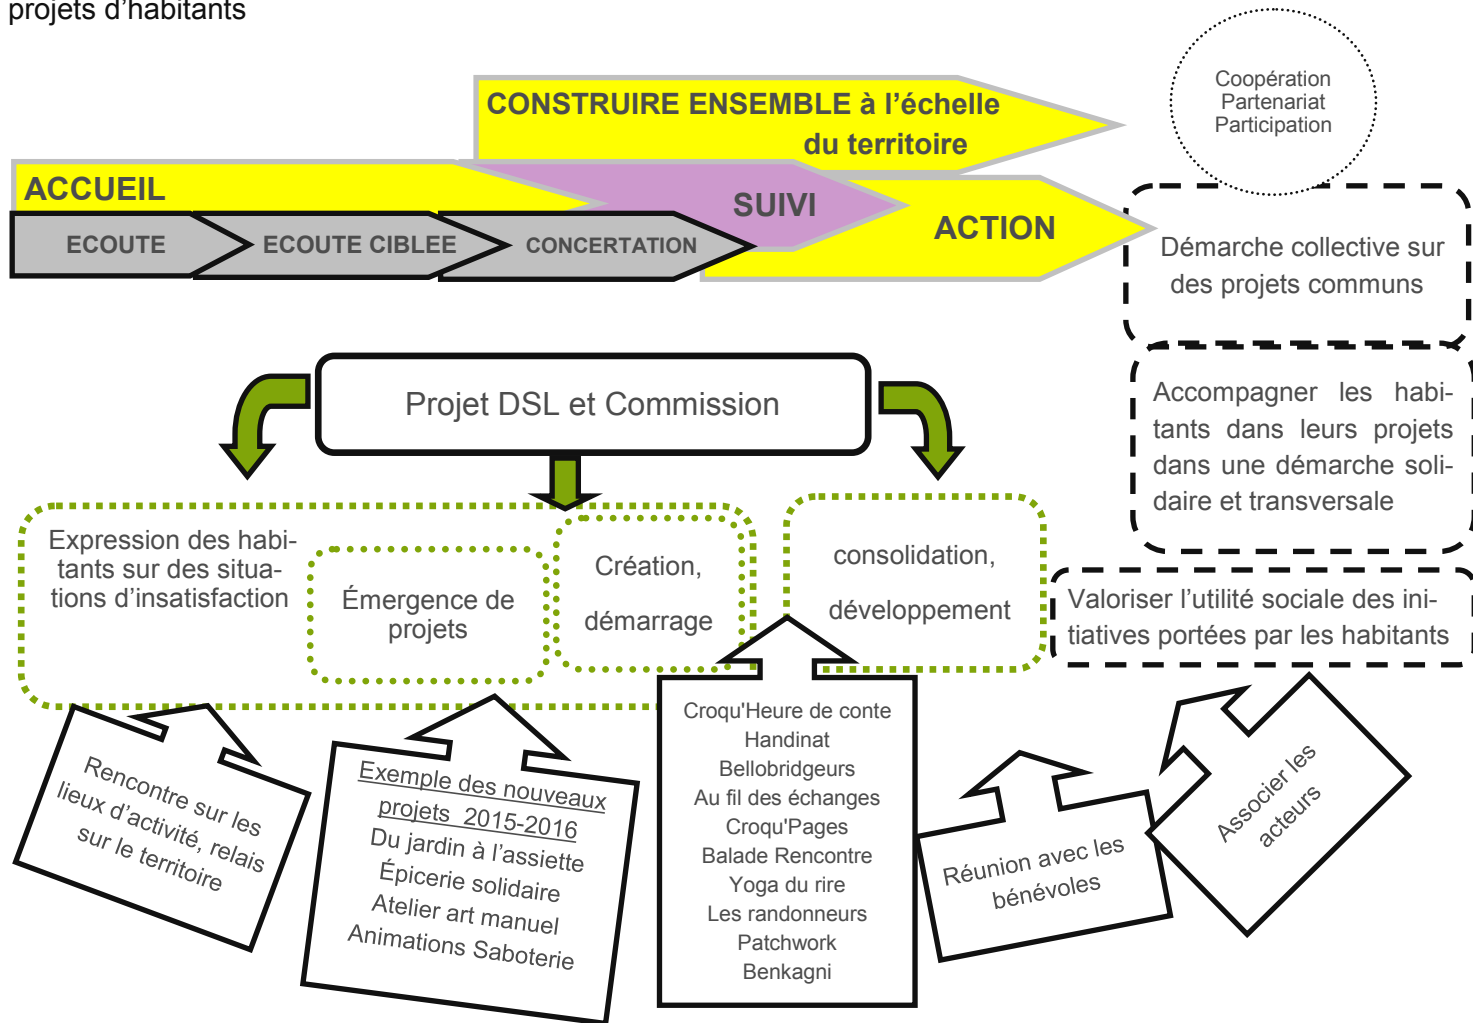 projets d’habitants
Coopération
Partenariat
Participation
CONSTRUIRE ENSEMBLE à l’échelle
du territoire
ACCUEIL
SUIVI
ACTION
ECOUTE
ECOUTE CIBLEE
CONCERTATION
Démarche collective sur
des projets communs
Projet DSL et Commission
Accompagner les habi-
tants dans leurs projets
dans une démarche soli-
daire et transversale
Expression des habi-
tants sur des situa-
tions d’insatisfaction
Émergence de
projets
Création,
démarrage
consolidation,
développement
Valoriser l’utilité sociale des ini-
tiatives portées par les habitants
Rencontre sur les
lieux d’activité, relais
sur le territoire
Exemple des nouveaux
projets 2015-2016
Du jardin à l’assiette
Épicerie solidaire
Atelier art manuel
Animations Saboterie
Croqu'Heure de conte
Handinat
Bellobridgeurs
Au fil des échanges
Croqu'Pages
Balade Rencontre
Yoga du rire
Les randonneurs
Patchwork
Benkagni
Réunion avec les
bénévoles
Associer les
acteurs